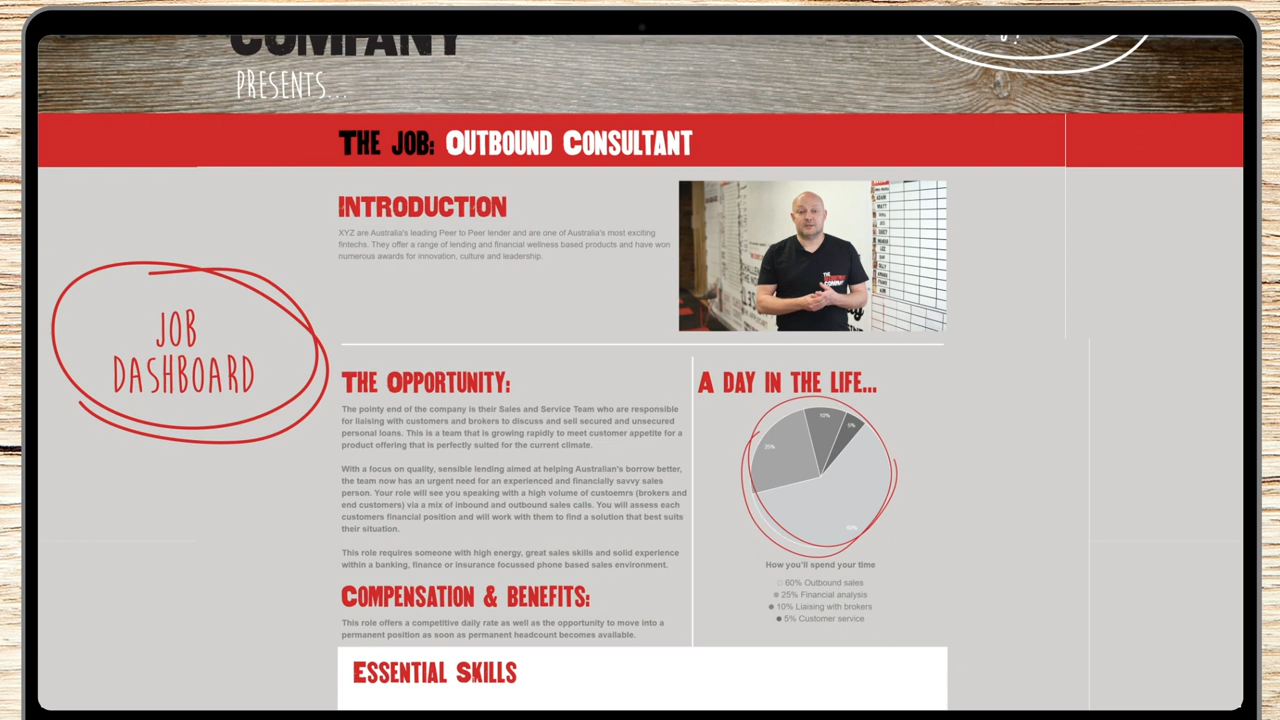 COMPANY
PRESENTS...
THE JOB: OUTBOUND CONSULTANT
INTRODUCTION
XYZ are Australia's leading Peer to Peer lender and are one of Australia's most exciting
fintechs. They offer a range of lending and financial wellness based products and have won
numerous awards for innovation, culture and leadership.
JOB
DASHBOARD
THE OPPORTUNITY:
The pointy end of the company is their Sales and Service Team who are responsible
for liaising with customers and brokers to discuss and sell secured and unsecured
personal loans. This is a team that is growing rapidly to meet customer appetite for a
product offering that is perfectly suited for the current climate.
With a focus on quality, sensible lending aimed at helping Australian's borrow better,
the team now has an urgent need for an experienced and financially savvy sales
person. Your role will see you speaking with a high volume of custoemrs (brokers and
end customers) via a mix of inbound and outbound sales calls. You will assess each
customers financial position and will work with them to find a solution that best suits
their situation.
This role requires someone with high energy, great sales skills and solid experience
within a banking, finance or insurance focussed phone based sales environment.
COMPENSATION & BENEFITS:
This role offers a competitive daily rate as well as the opportunity to move into a
permanent position as soon as permanent headcount becomes available.
A DAY IN THE LIFE...
10%
5%
25%
60%
How you'll spend your time
60% Outbound sales
25% Financial analysis
10% Liaising with brokers
5% Customer service
ESSENTIAL SKILLS